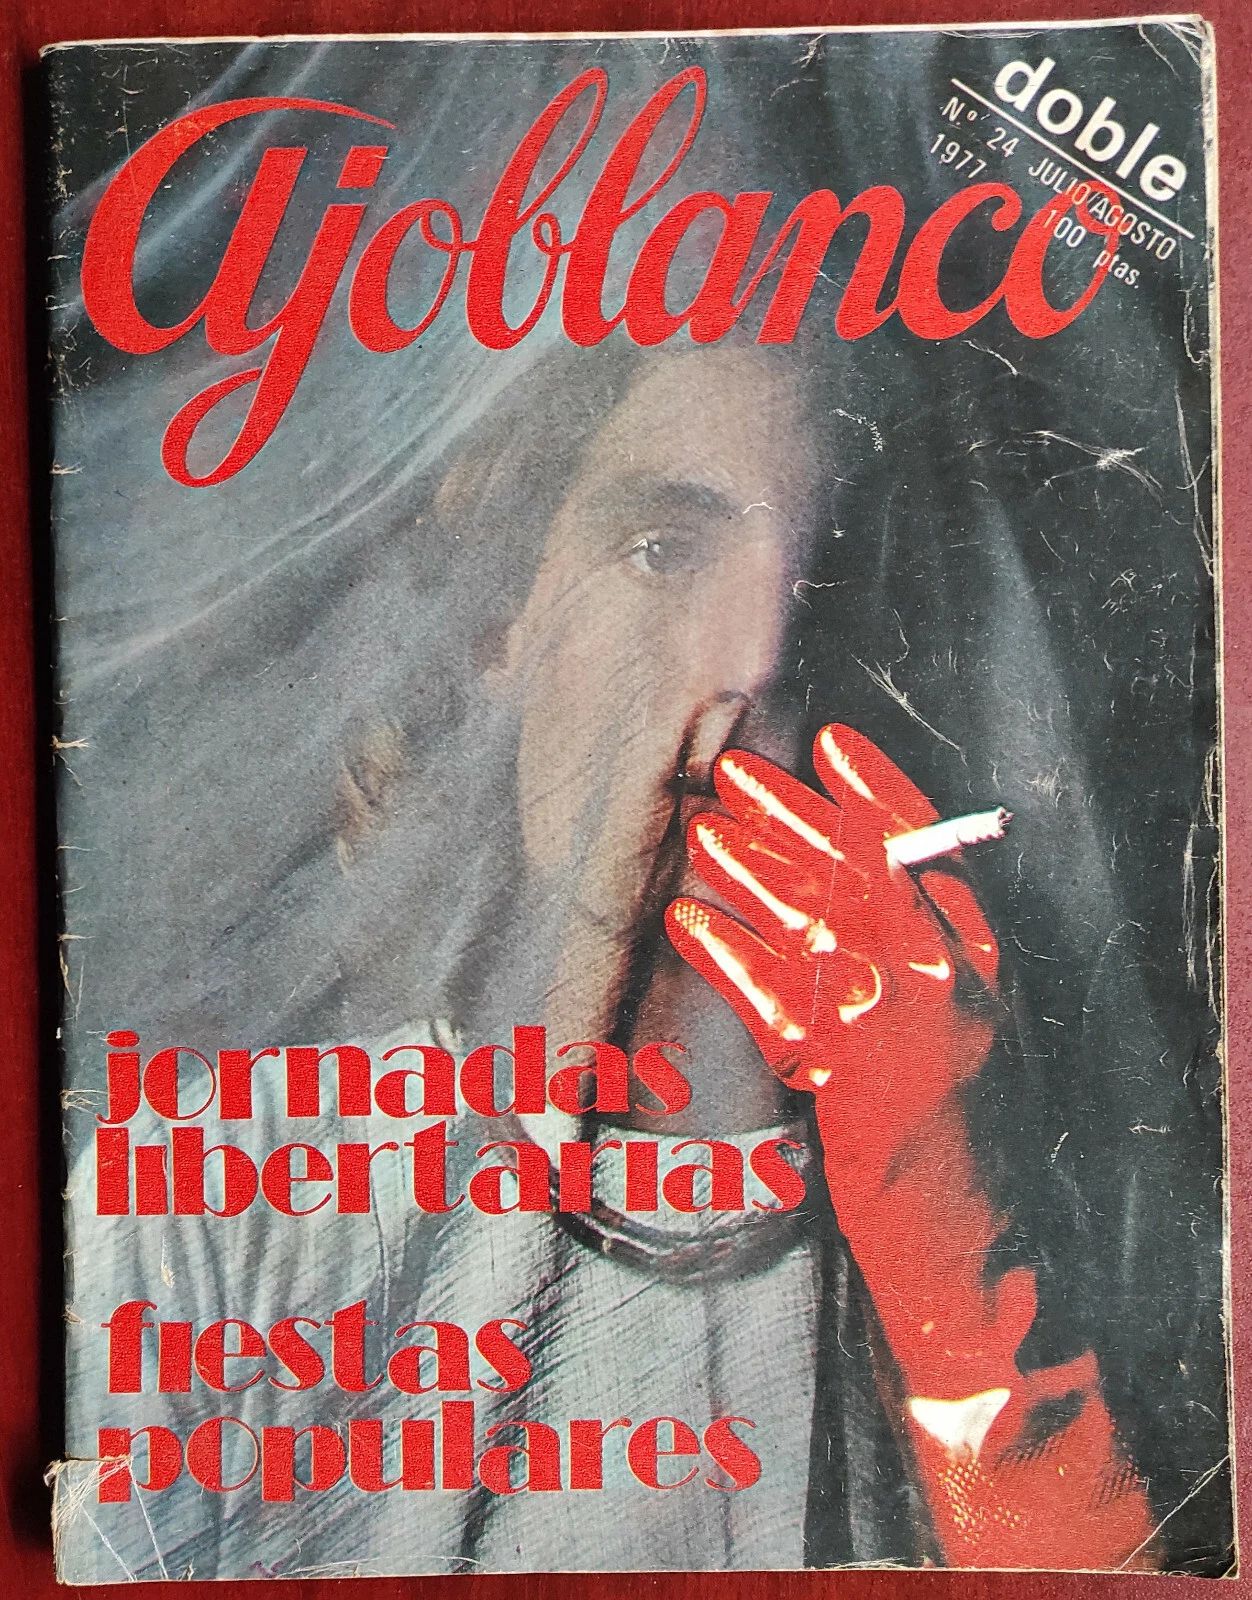 ajoblanco
doble
Nº 24 JULIO/AGOSTO
1977 100 ptas.
jornadas
libertarias
fiestas
populares